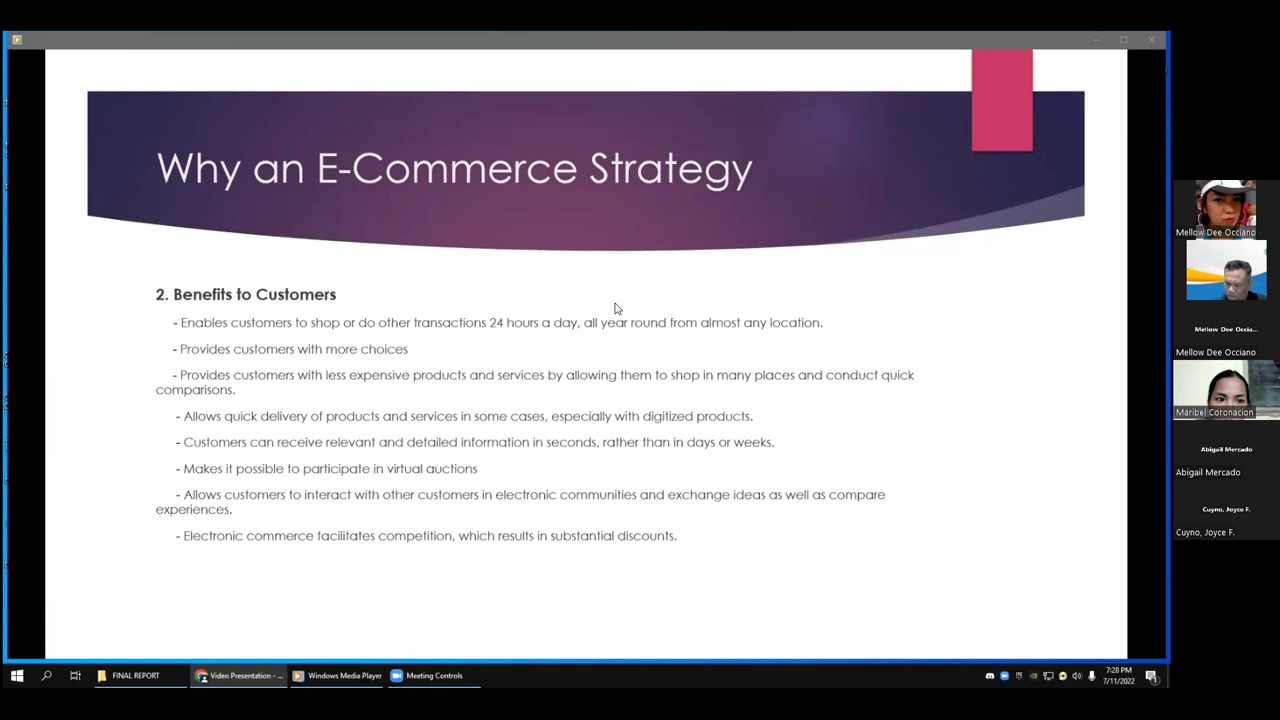 Why an E-Commerce Strategy
2. Benefits to Customers
- Enables customers to shop or do other transactions 24 hours a day, all year round from almost any location.
- Provides customers with more choices
- Provides customers with less expensive products and services by allowing them to shop in many places and conduct quick
comparisons.
- Allows quick delivery of products and services in some cases, especially with digitized products.
- Customers can receive relevant and detailed information in seconds, rather than in days or weeks.
- Makes it possible to participate in virtual auctions
- Allows customers to interact with other customers in electronic communities and exchange ideas as well as compare
experiences.
- Electronic commerce facilitates competition, which results in substantial discounts.
Mellow Dee Occiano
Mellow Dee Occia...
Mellow Dee Occiano
Maribel Coronacion
Abigail Mercado
Abigail Mercado
Cuyno, Joyce F.
Cuyno, Joyce F.
FINAL REPORT
Video Presentation - ...
Windows Media Player
Meeting Controls
7:28 PM
7/11/2022